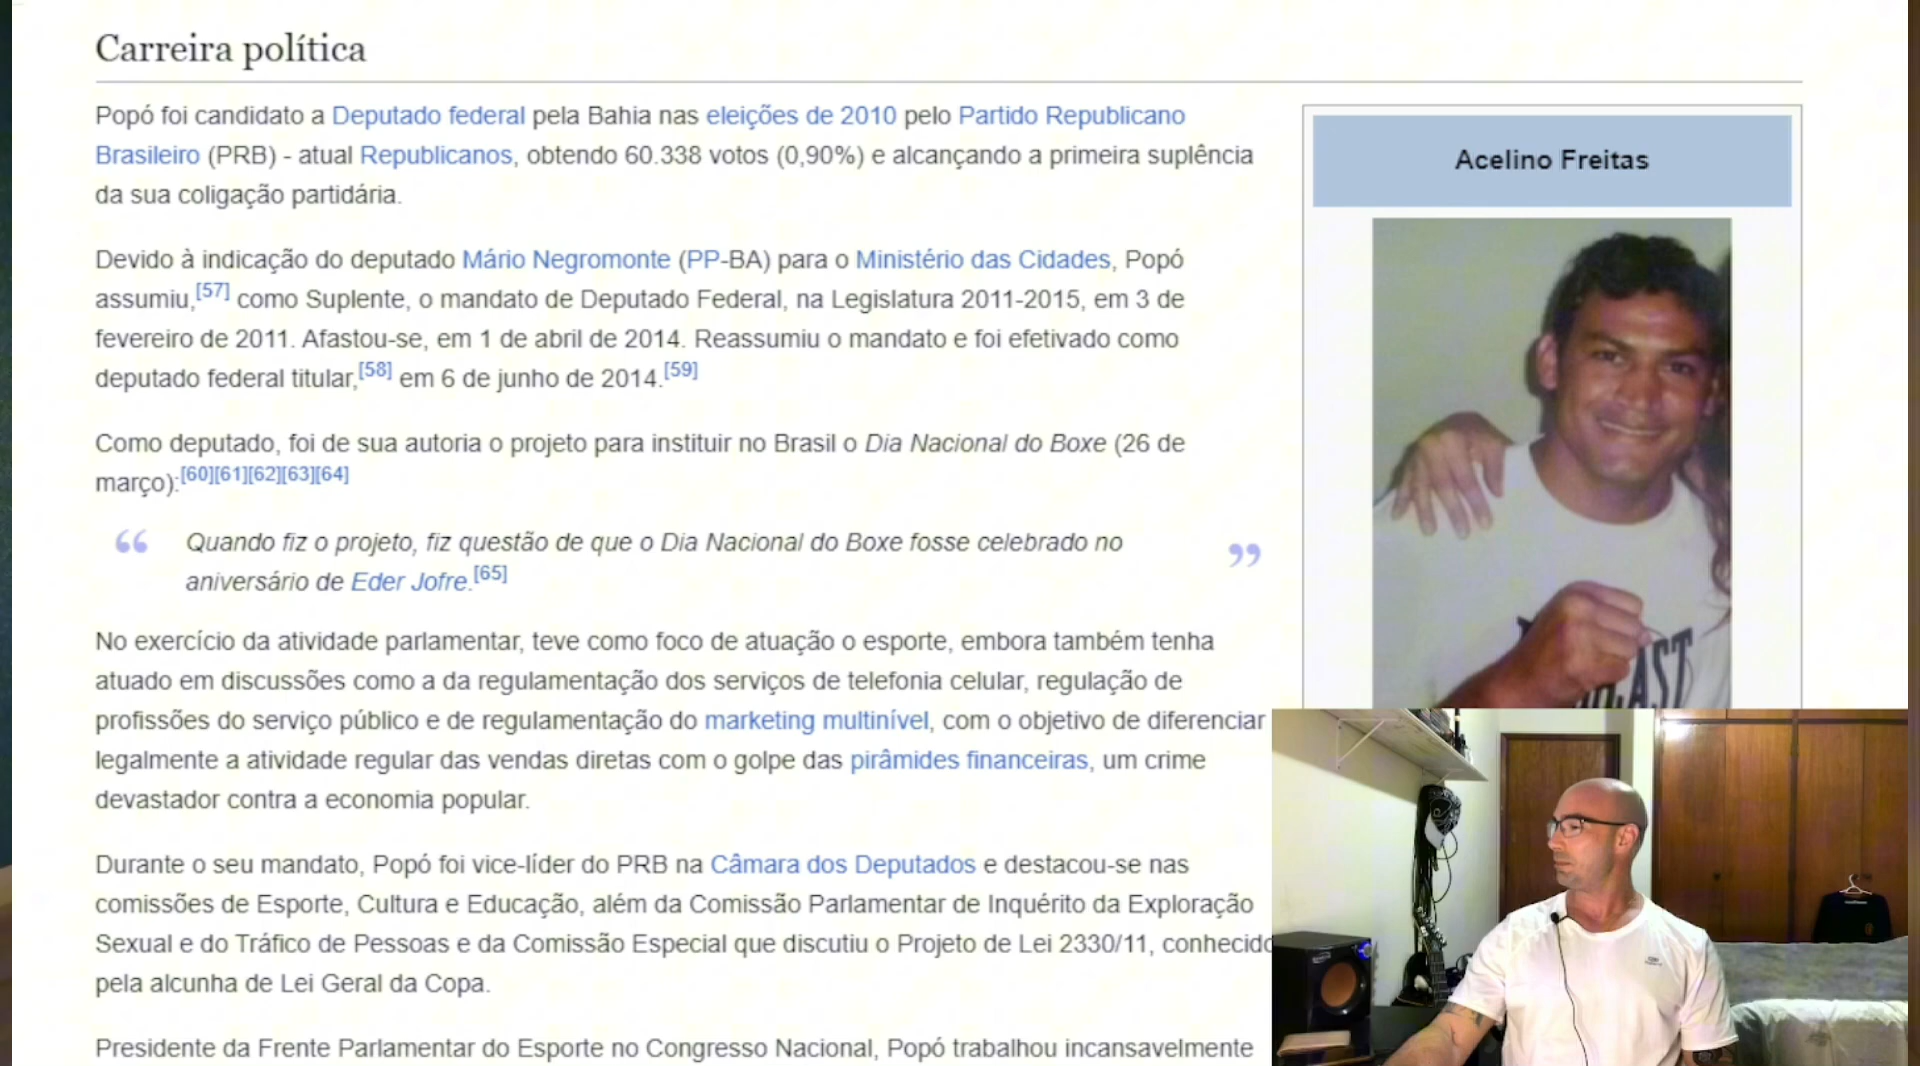 Carreira política
Popó foi candidato a Deputado federal pela Bahia nas eleições de 2010 pelo Partido Republicano
Brasileiro (PRB) - atual Republicanos, obtendo 60.338 votos (0,90%) e alcançando a primeira suplência
da sua coligação partidária.
Devido à indicação do deputado Mário Negromonte (PP-BA) para o Ministério das Cidades, Popó
assumiu,[57] como Suplente, o mandato de Deputado Federal, na Legislatura 2011-2015, em 3 de
fevereiro de 2011. Afastou-se, em 1 de abril de 2014. Reassumiu o mandato e foi efetivado como
deputado federal titular,[58] em 6 de junho de 2014.[59]
Como deputado, foi de sua autoria o projeto para instituir no Brasil o Dia Nacional do Boxe (26 de
março):[60][61][62][63][64]
“ Quando fiz o projeto, fiz questão de que o Dia Nacional do Boxe fosse celebrado no ”
aniversário de Eder Jofre.[65]
No exercício da atividade parlamentar, teve como foco de atuação o esporte, embora também tenha
atuado em discussões como a da regulamentação dos serviços de telefonia celular, regulação de
profissões do serviço público e de regulamentação do marketing multinível, com o objetivo de diferenciar
legalmente a atividade regular das vendas diretas com o golpe das pirâmides financeiras, um crime
devastador contra a economia popular.
Durante o seu mandato, Popó foi vice-líder do PRB na Câmara dos Deputados e destacou-se nas
comissões de Esporte, Cultura e Educação, além da Comissão Parlamentar de Inquérito da Exploração
Sexual e do Tráfico de Pessoas e da Comissão Especial que discutiu o Projeto de Lei 2330/11, conhecido
pela alcunha de Lei Geral da Copa.
Presidente da Frente Parlamentar do Esporte no Congresso Nacional, Popó trabalhou incansavelmente
Acelino Freitas